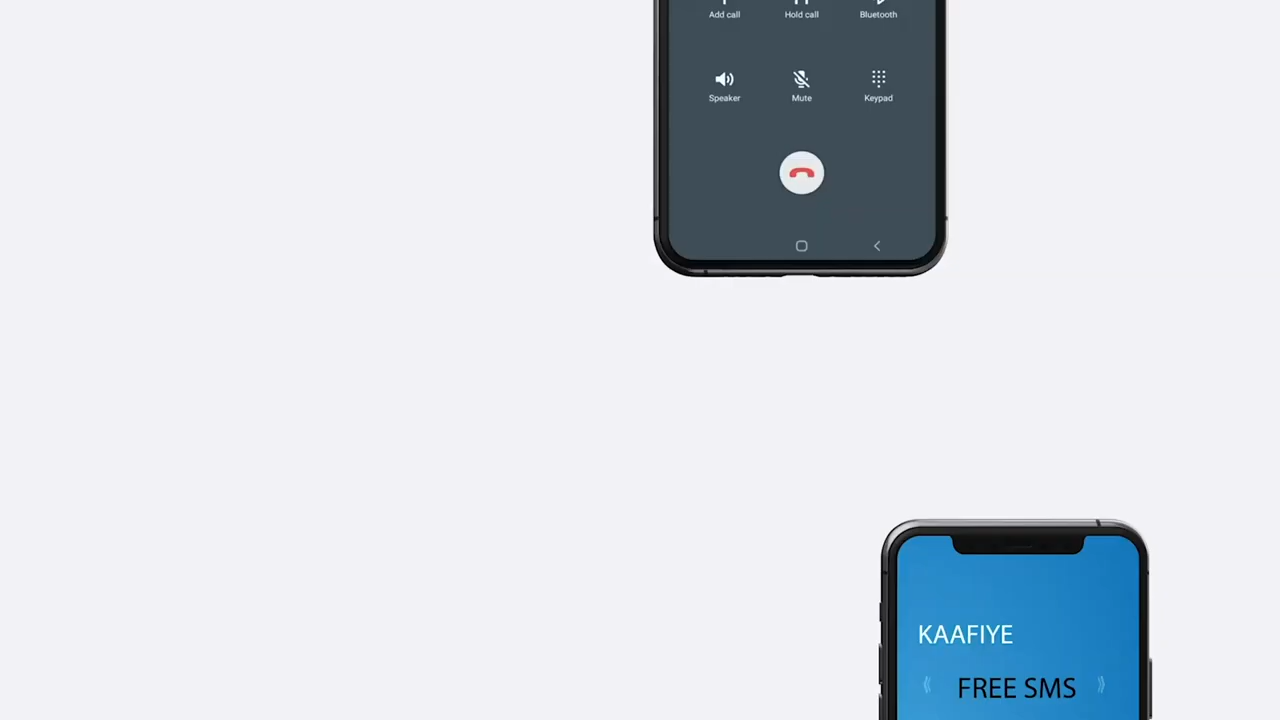 Add call Hold call Bluetooth
Speaker Mute Keypad
KAAFIYE
FREE SMS